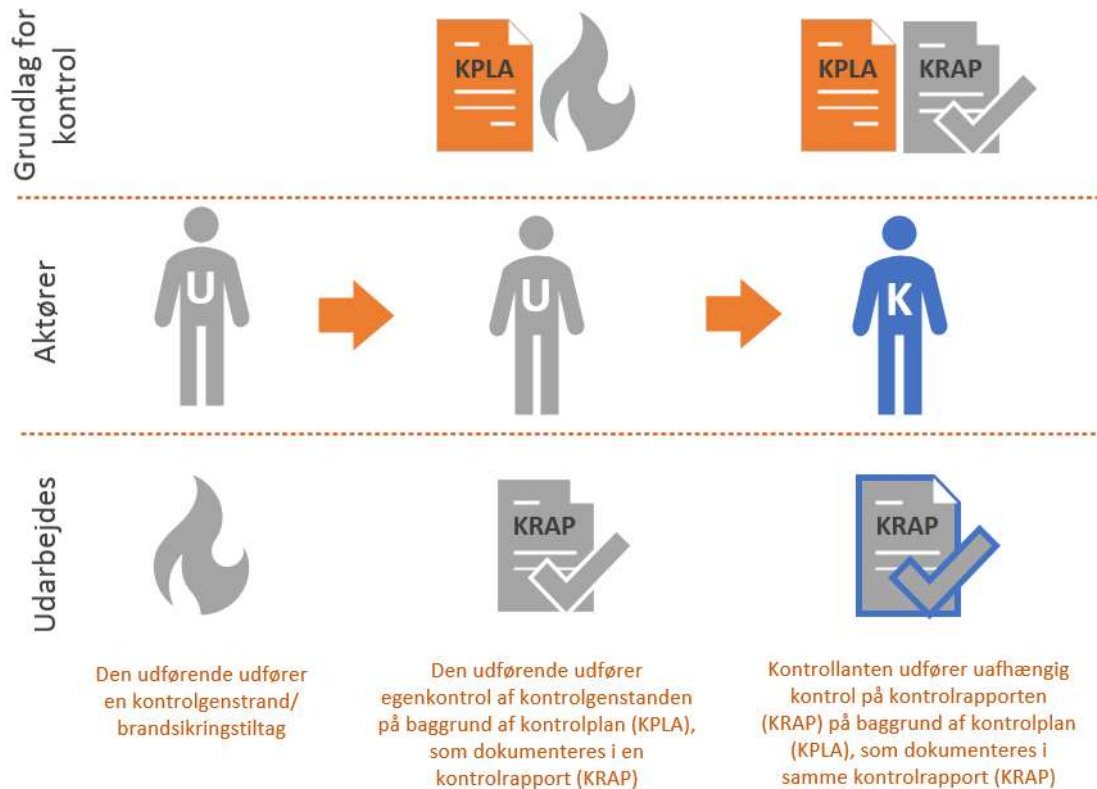 Grundlag for
kontrol
KPLA
KPLA
KRAP
Aktører
U
U
K
Udarbejdes
KRAP
KRAP
Den udførende udfører
en kontrolgenstrand/
brandsikringstiltag
Den udførende udfører
egenkontrol af kontrolgenstanden
på baggrund af kontrolplan (KPLA),
som dokumenteres i en
kontrolrapport (KRAP)
Kontrollanten udfører uafhængig
kontrol på kontrolrapporten
(KRAP) på baggrund af kontrolplan
(KPLA), som dokumenteres i
samme kontrolrapport (KRAP)